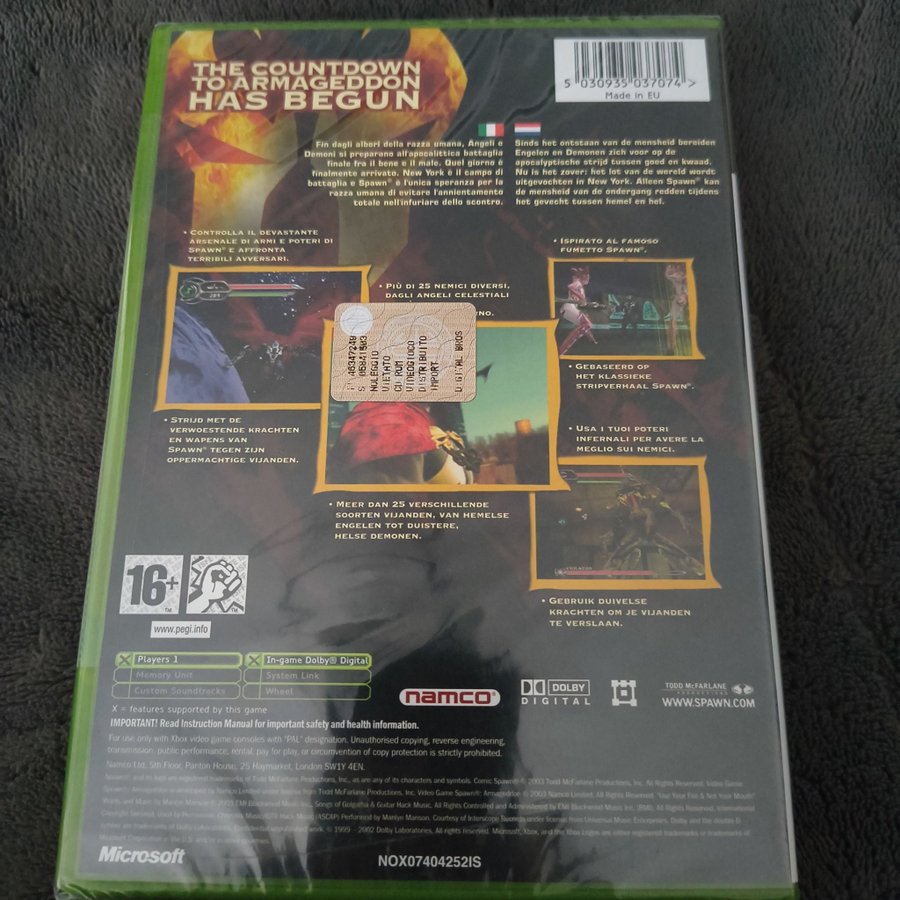 THE COUNTDOWN
TO ARMAGEDDON
HAS BEGUN
5 030935 037074 >
Made in EU
Fin dagli albori della razza umana, Angeli e
Demoni si preparano all'apocalittica battaglia
finale fra il bene e il male. Quel giorno è
finalmente arrivato. New York è il campo di
battaglia e Spawn® è l'unica speranza per la
razza umana di evitare l'annientamento
totale nell'infuriare dello scontro.
Sinds het ontstaan van de mensheid bereiden
Engelen en Demonen zich voor op de
apocalyptische strijd tussen goed en kwaad.
Nu is het zover: het lot van de wereld wordt
uitgevochten in New York. Alleen Spawn® kan
de mensheid van de ondergang redden tijdens
het gevecht tussen hemel en hel.
• CONTROLLA IL DEVASTANTE
ARSENALE DI ARMI E POTERI DI
SPAWN® E AFFRONTA
TERRIBILI AVVERSARI.
• ISPIRATO AL FAMOSO
FUMETTO SPAWN®.
• PIÙ DI 25 NEMICI DIVERSI,
DAGLI ANGELI CELESTIALI
NOLEGGIO
VIETATO
CD ROM
VIDEOGIOCO
DISTRIBUITO
IMPORT.
DIGITAL BROS
• GEBASEERD OP
HET KLASSIEKE
STRIPVERHAAL SPAWN®.
• STRIJD MET DE
VERWOESTENDE KRACHTEN
EN WAPENS VAN
SPAWN® TEGEN ZIJN
OPPERMACHTIGE VIJANDEN.
• USA I TUOI POTERI
INFERNALI PER AVERE LA
MEGLIO SUI NEMICI.
• MEER DAN 25 VERSCHILLENDE
SOORTEN VIJANDEN, VAN HEMELSE
ENGELEN TOT DUISTERE,
HELSE DEMONEN.
• GEBRUIK DUIVELSE
KRACHTEN OM JE VIJANDEN
TE VERSLAAN.
16+
www.pegi.info
Players 1
In-game Dolby® Digital
Memory Unit
System Link
Custom Soundtracks
Wheel
X = features supported by this game
namco®
DOLBY
DIGITAL
TODD McFARLANE
PRODUCTIONS
WWW.SPAWN.COM
IMPORTANT! Read Instruction Manual for important safety and health information.
For use only with Xbox video game consoles with "PAL" designation. Unauthorised copying, reverse engineering,
transmission, public performance, rental, pay for play, or circumvention of copy protection is strictly prohibited.
Namco Ltd, 5th Floor, Panton House, 25 Haymarket, London SW1Y 4EN.
Microsoft
NOX07404252IS